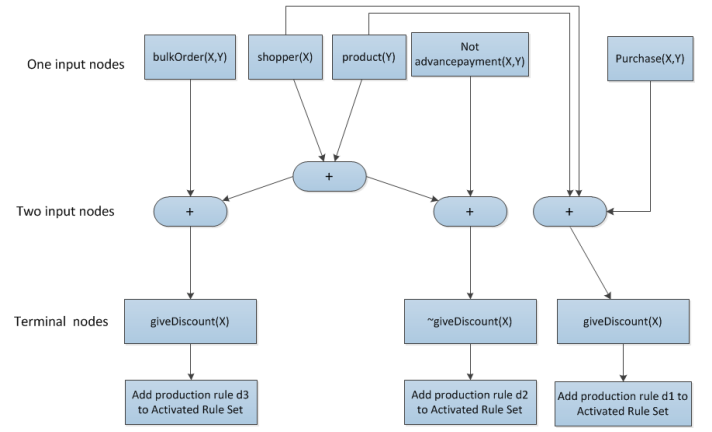 One input nodes
bulkOrder(X,Y)
shopper(X)
product(Y)
Not
advancepayment(X,Y)
Purchase(X,Y)
+
Two input nodes
+
+
+
Terminal nodes
giveDiscount(X)
~giveDiscount(X)
giveDiscount(X)
Add production rule d3
to Activated Rule Set
Add production rule d2
to Activated Rule Set
Add production rule d1 to
Activated Rule Set